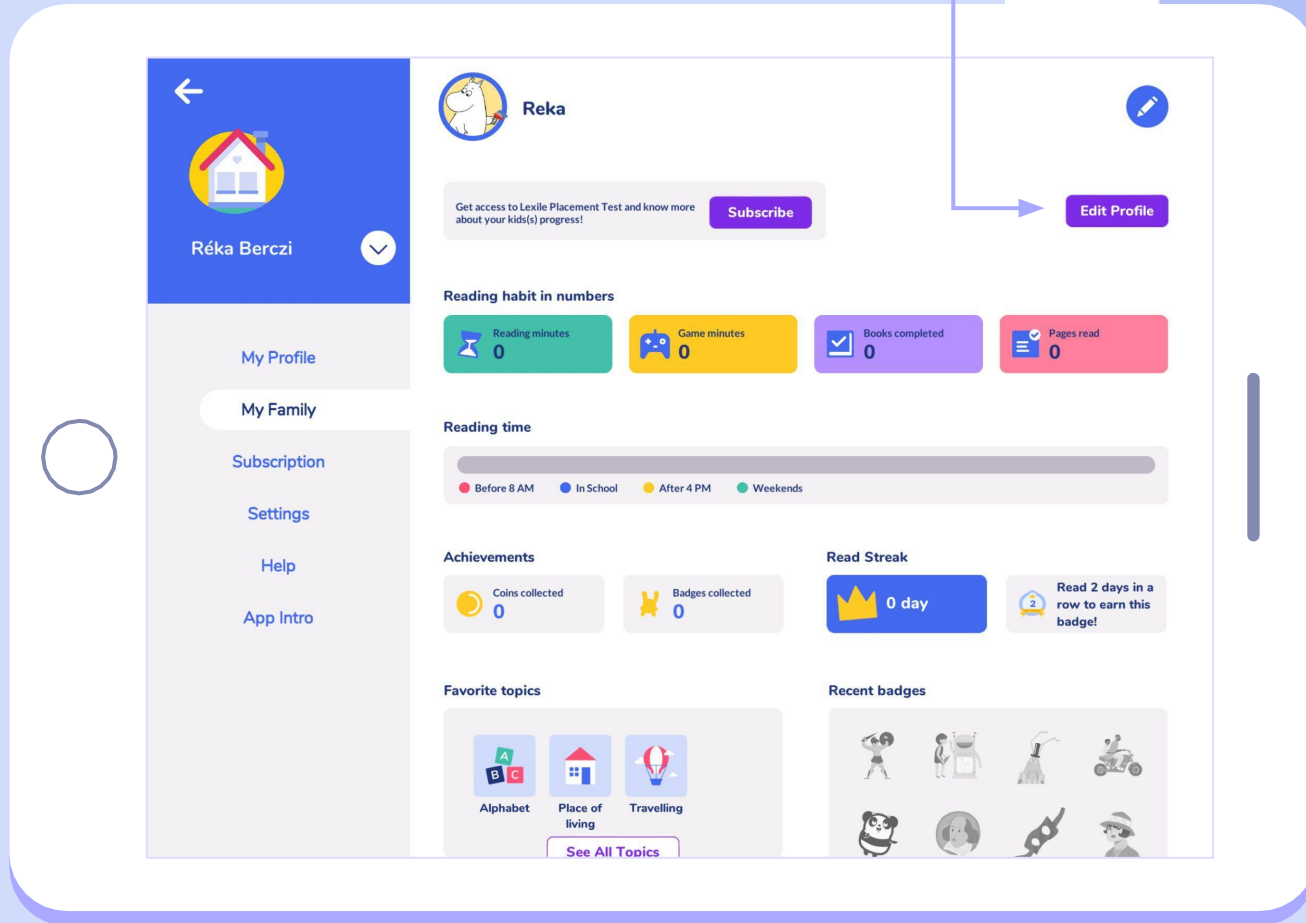 Réka Berczi
My Profile
My Family
Subscription
Settings
Help
App Intro
Reka
Get access to Lexile Placement Test and know more
about your kids(s) progress!
Subscribe
Edit Profile
Reading habit in numbers
Reading minutes
0
Game minutes
0
Books completed
0
Pages read
0
Reading time
Before 8 AM
In School
After 4 PM
Weekends
Achievements
Coins collected
0
Badges collected
0
Read Streak
0 day
2
Read 2 days in a
row to earn this
badge!
Favorite topics
A
B C
Alphabet
Place of
living
Travelling
See All Topics
Recent badges